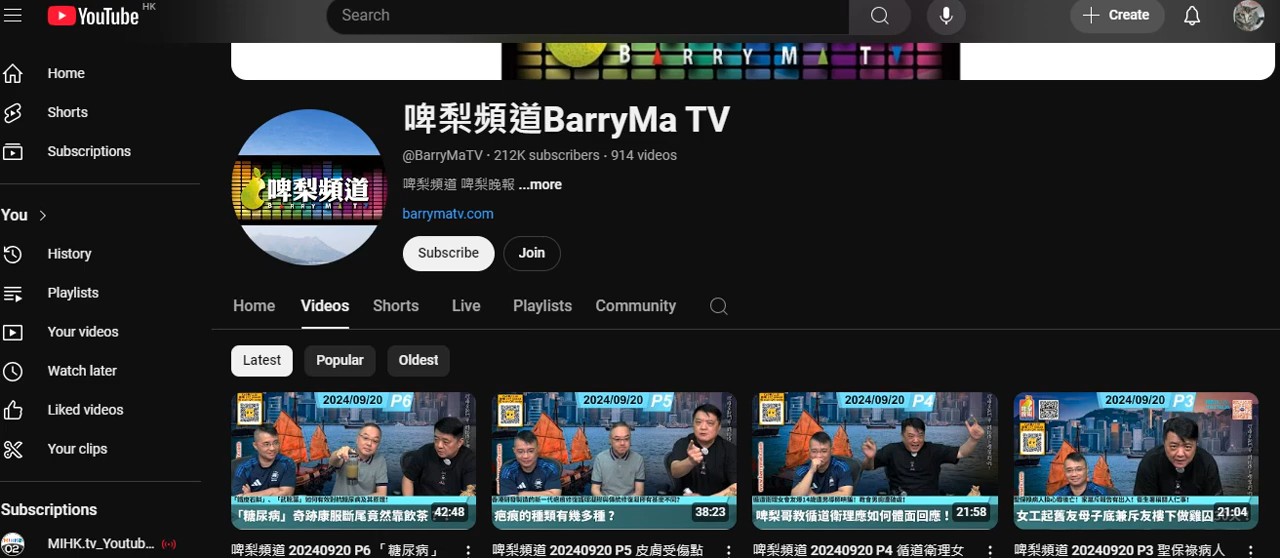 YouTube HK
Search
Create
Home
Shorts
Subscriptions
You
History
Playlists
Your videos
Watch later
Liked videos
Your clips
Subscriptions
MIHK.tv_Youtub...
BARRYMATV
啤梨頻道
啤梨頻道BarryMa TV
@BarryMaTV · 212K subscribers · 914 videos
啤梨頻道 啤梨晚報 ...more
barrymatv.com
Subscribe
Join
Home Videos Shorts Live Playlists Community
Latest Popular Oldest
2024/09/20 P6
「糖尿病」奇跡康服斷尾竟然靠飲茶
42:48
啤梨頻道 20240920 P6 「糖尿病」
2024/09/20 P5
疤痕的種類有幾多種？
38:23
啤梨頻道 20240920 P5 皮膚受傷點
2024/09/20 P4
啤梨哥教循道衛理應如何體面回應！
21:58
啤梨頻道 20240920 P4 循道衛理女
2024/09/20 P3
女工起舊友母子底兼斥友樓下做雞囚
21:04
啤梨頻道 20240920 P3 聖保祿病人